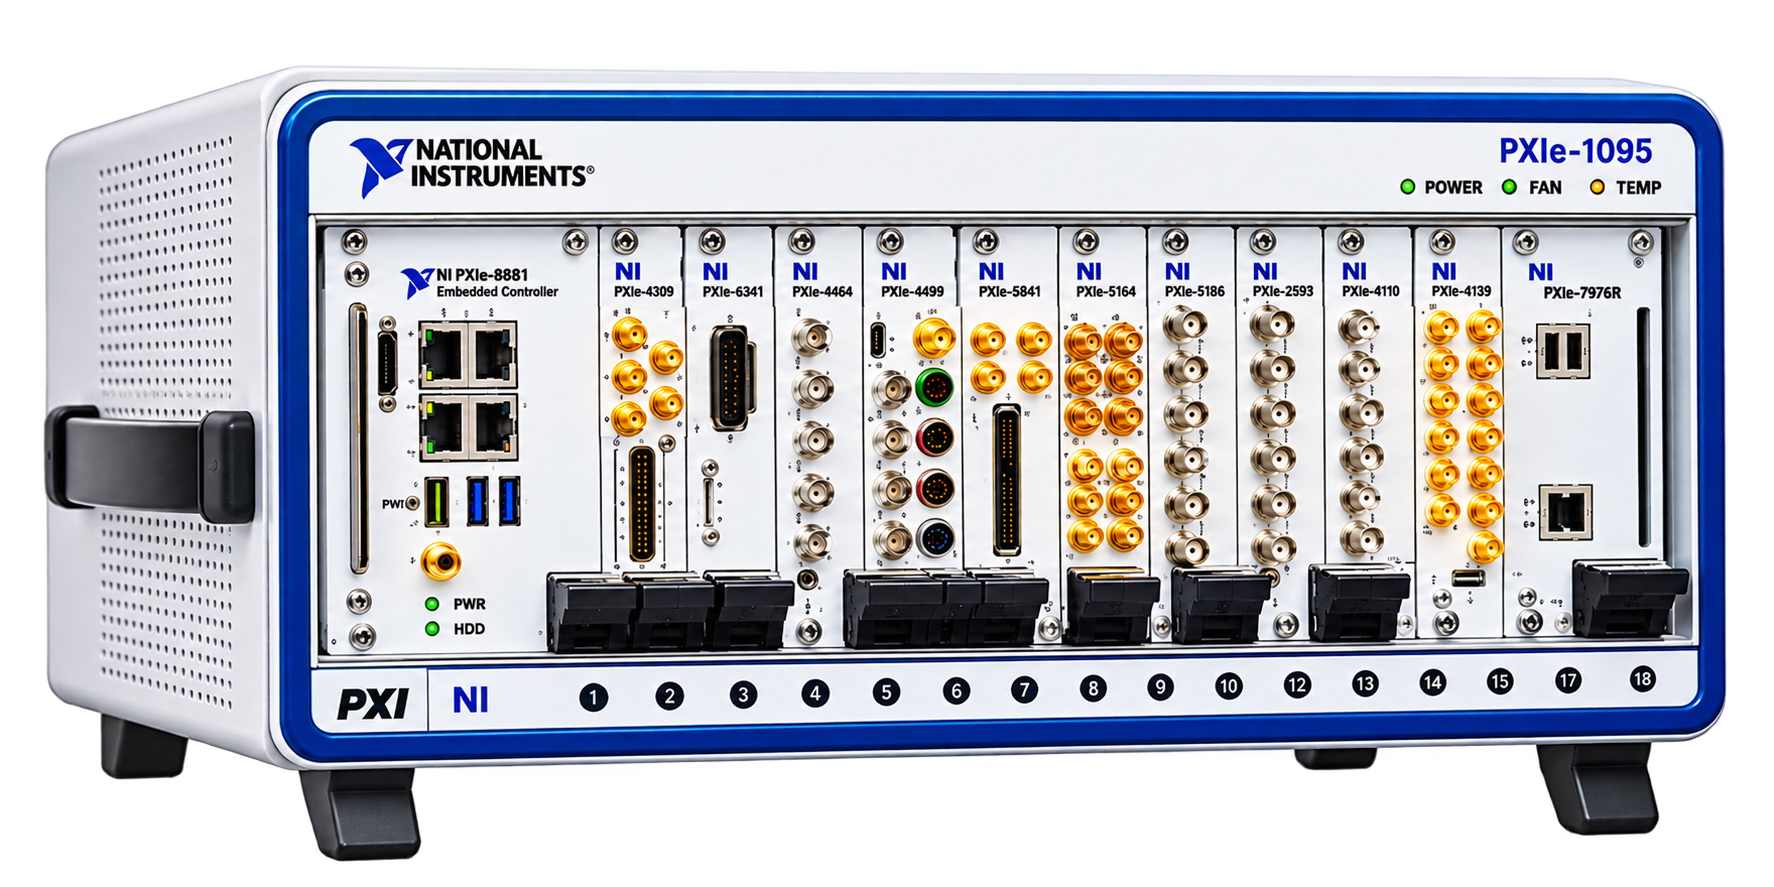 NATIONAL
INSTRUMENTS®
PXIe-1095
POWER FAN TEMP
NI PXIe-8881
Embedded Controller
NI
PXIe-4309
NI
PXIe-6341
NI
PXIe-4464
NI
PXIe-4499
NI
PXIe-5841
NI
PXIe-5164
NI
PXIe-5186
NI
PXIe-2593
NI
PXIe-4110
NI
PXIe-4139
NI
PXIe-7976R
PWR
HDD
PXI NI 1 2 3 4 5 6 7 8 9 10 12 13 14 15 17 18